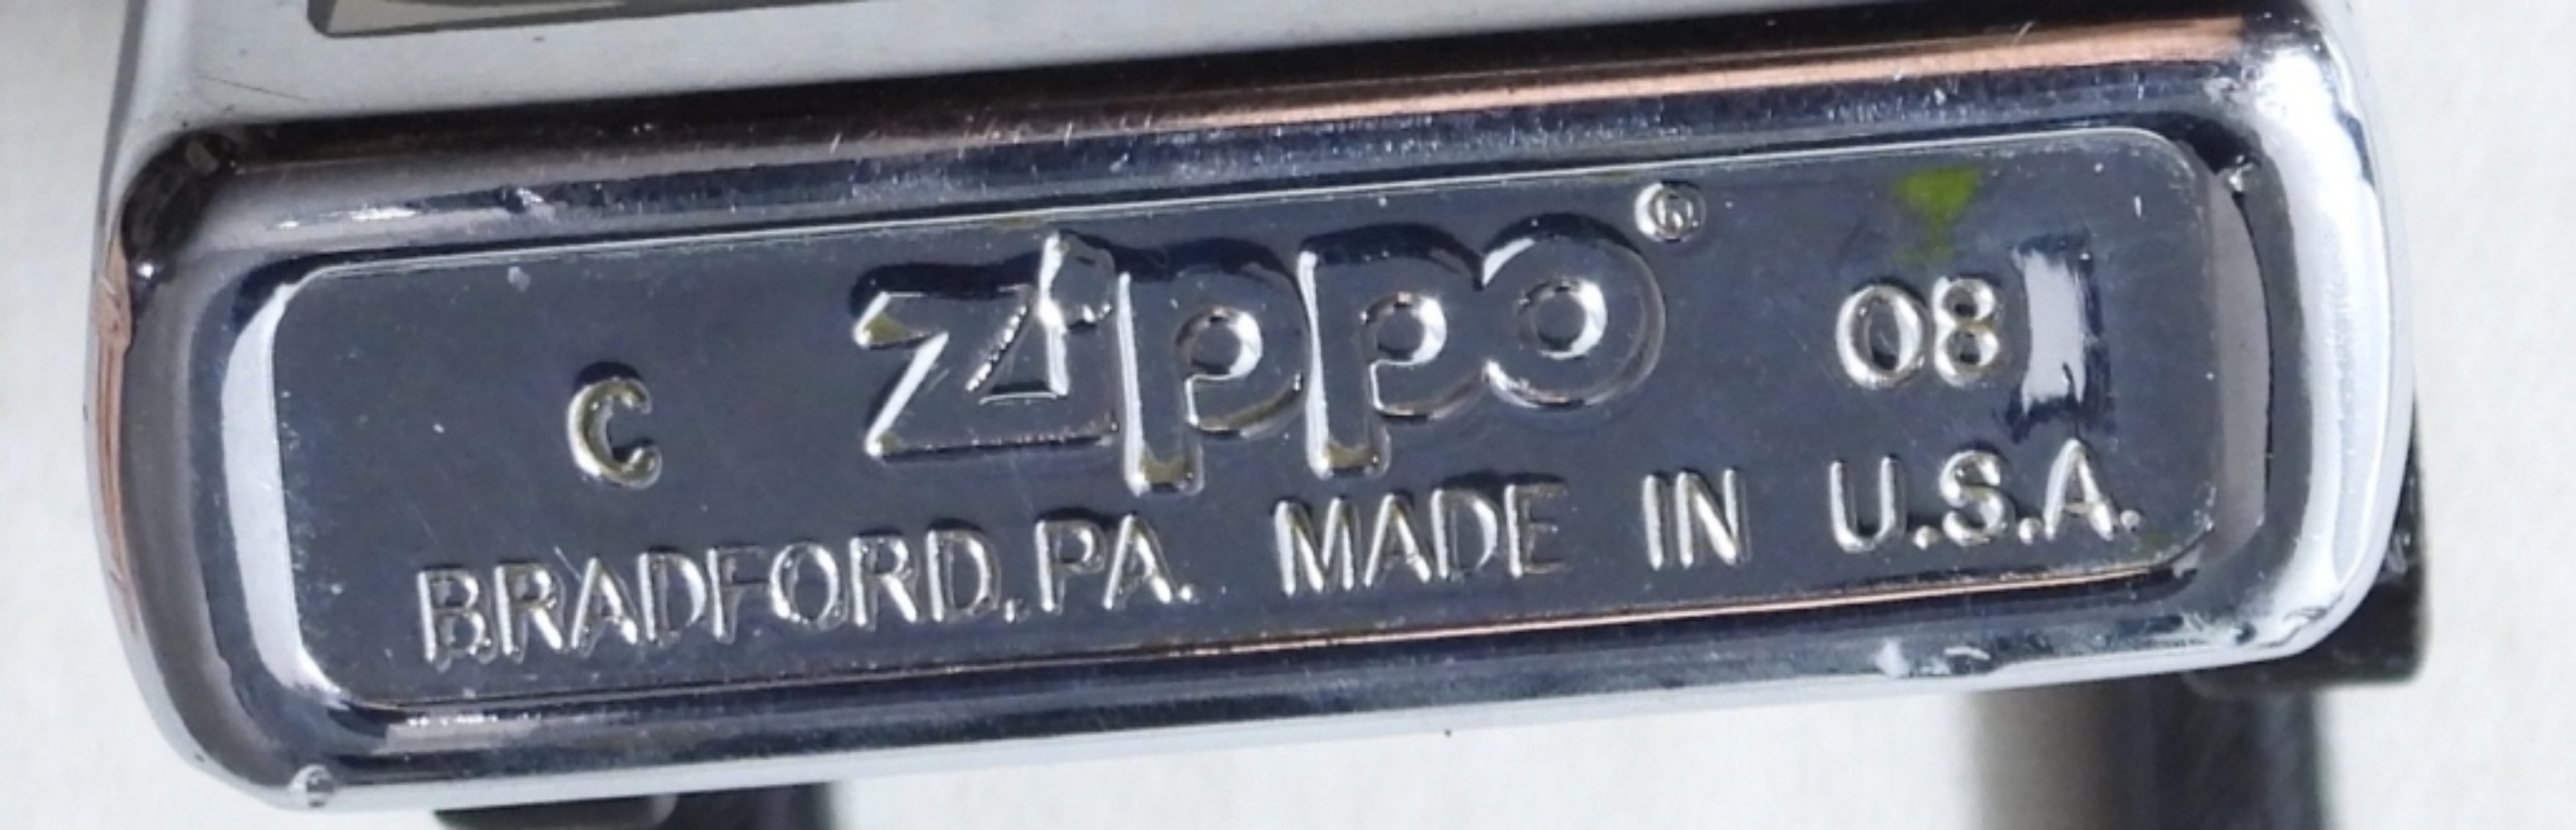 C zippo® 08
BRADFORD, PA. MADE IN U.S.A.